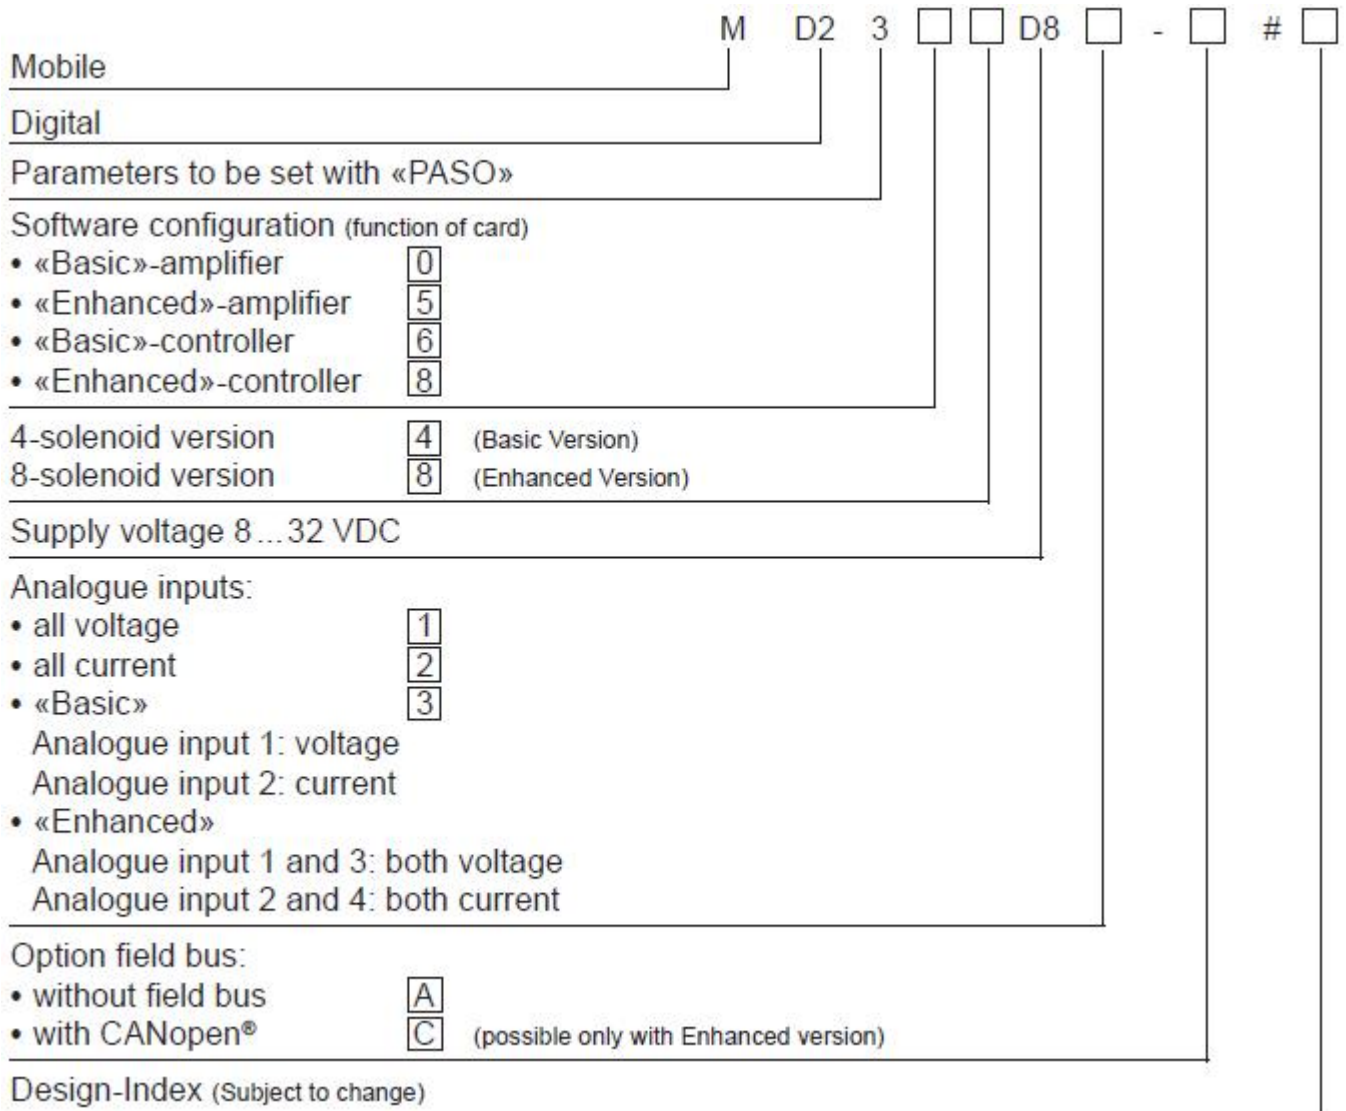 M D2 3 □ □ D8 □ - □ # □
Mobile
Digital
Parameters to be set with «PASO»
Software configuration (function of card)
• «Basic»-amplifier 0
• «Enhanced»-amplifier 5
• «Basic»-controller 6
• «Enhanced»-controller 8
4-solenoid version 4 (Basic Version)
8-solenoid version 8 (Enhanced Version)
Supply voltage 8...32 VDC
Analogue inputs:
• all voltage 1
• all current 2
• «Basic» 3
Analogue input 1: voltage
Analogue input 2: current
• «Enhanced»
Analogue input 1 and 3: both voltage
Analogue input 2 and 4: both current
Option field bus:
• without field bus A
• with CANopen® C (possible only with Enhanced version)
Design-Index (Subject to change)